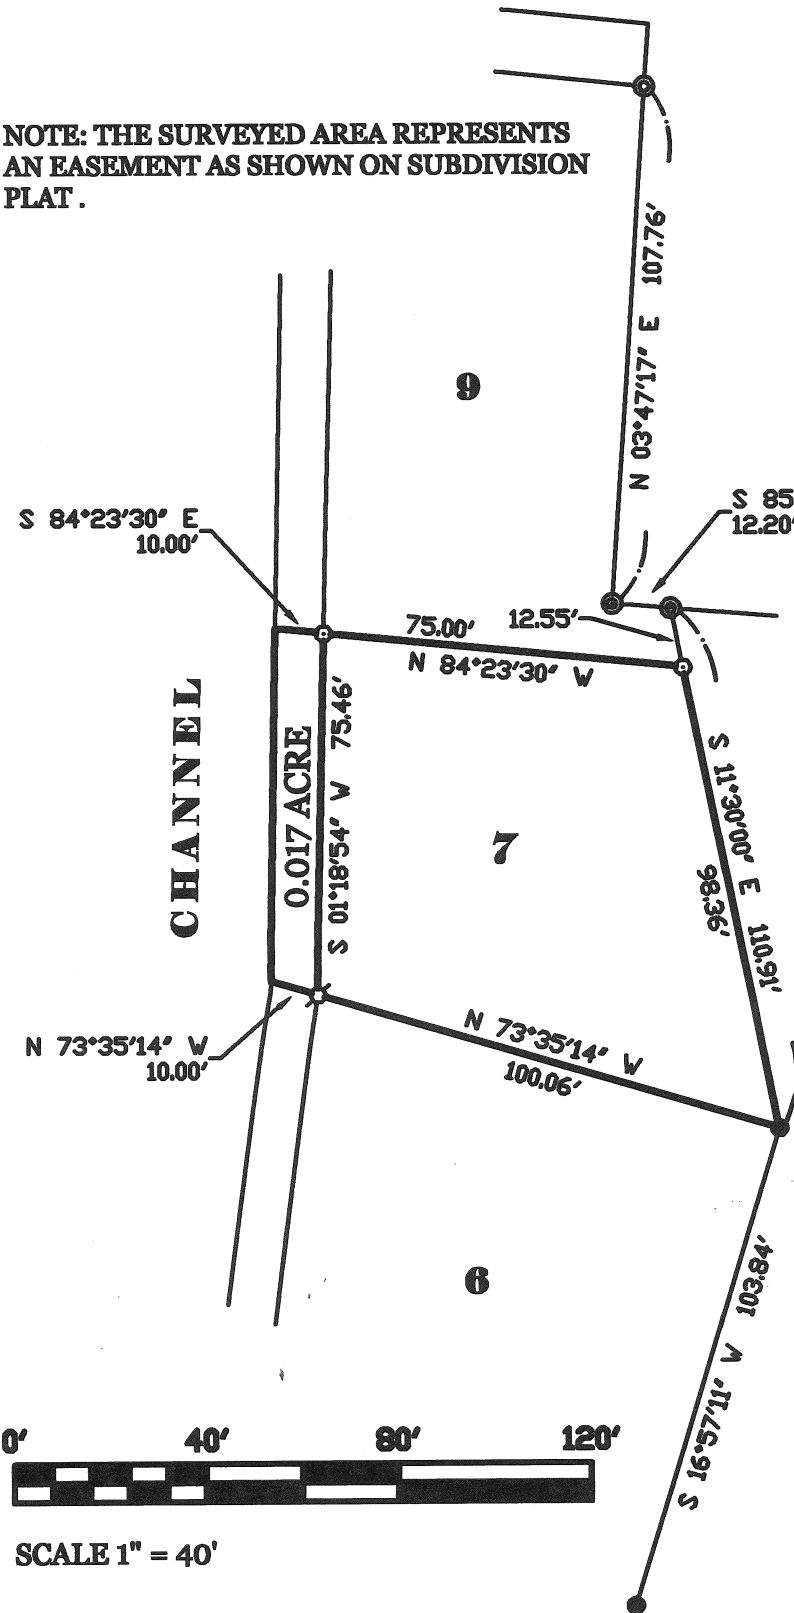 NOTE: THE SURVEYED AREA REPRESENTS
AN EASEMENT AS SHOWN ON SUBDIVISION
PLAT .
N 03°47'17" E 107.76'
9
S 84°23'30" E
10.00'
S 85
12.20'
75.00'
12.55'
N 84°23'30" W
CHANNEL
0.017 ACRE
S 01°18'54" W 75.46'
7
S 11°30'00" E 110.91'
98.36'
N 73°35'14" W
10.00'
N 73°35'14" W
100.06'
6
S 16°57'11" W 103.84'
0' 40' 80' 120'
SCALE 1" = 40'